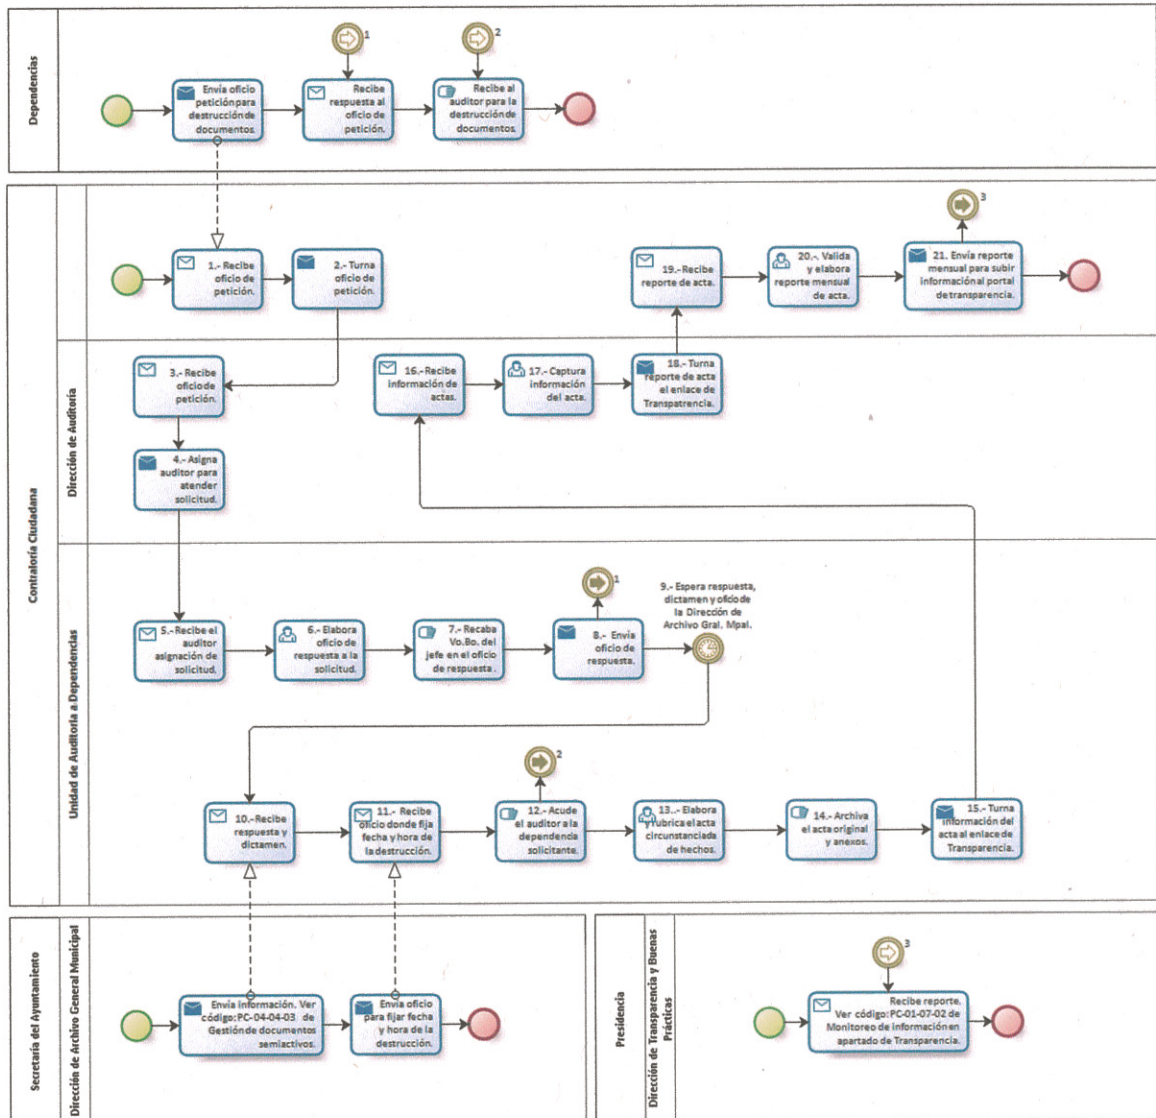 Dependencias
1
2
Envía oficio
petición para
destrucción de
documentos.
Recibe
respuesta al
oficio de
petición.
Recibe al
auditor para la
destrucción de
documentos.
Contraloría Ciudadana
3
1.- Recibe
oficio de
petición.
2.- Turna
oficio de
petición.
19.-Recibe
reporte de acta.
20.-. Valida
y elabora
reporte mensual
de acta.
21. Envía reporte
mensual para subir
información al portal
de transparencia.
Dirección de Auditoría
3.- Recibe
oficio de
petición.
16.- Recibe
información de
actas.
17.- Captura
información
del acta.
18.- Turna
reporte de acta
el enlace de
Transpatrencia.
4.- Asigna
auditor para
atender
solicitud.
Unidad de Auditoría a Dependencias
1
9.- Espera respuesta,
dictamen y oficio de
la Dirección de
Archivo Gral. Mpal.
5.-Recibe el
auditor
asignación de
solicitud.
6.- Elabora
oficio de
respuesta a la
solicitud.
7.- Recaba
Vo.Bo. del
jefe en el oficio
de respuesta .
8.- Envía
oficio de
respuesta.
2
10.-Recibe
respuesta y
dictamen.
11.- Recibe
oficio donde fija
fecha y hora de
la destrucción.
12.- Acude
el auditor a la
dependencia
solicitante.
13..- Elabora
y rubrica el acta
circunstanciada
de hechos.
14.- Archiva
el acta original
y anexos.
15.- Turna
información del
acta al enlace de
Transparencia.
Secretaría del Ayuntamiento
Dirección de Archivo General Municipal
Envía información. Ver
código:PC-04-04-03 de
Gestión de documentos
semiactivos.
Envía oficio
para fijar fecha
y hora de la
destrucción.
Presidencia
Dirección de Transparencia y Buenas
Prácticas
3
Recibe reporte.
Ver código:PC-01-07-02 de
Monitoreo de información en
apartado de Transparencia.